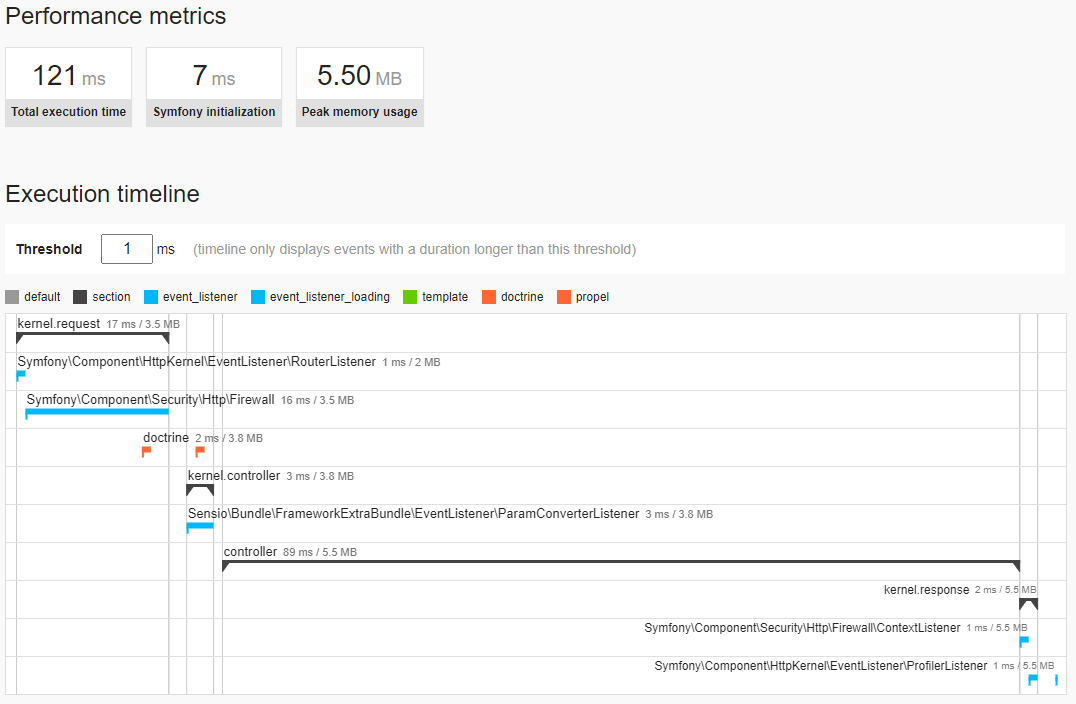 Performance metrics
121 ms 7 ms 5.50 MB
Total execution time Symfony initialization Peak memory usage
Execution timeline
Threshold 1 ms (timeline only displays events with a duration longer than this threshold)
default section event_listener event_listener_loading template doctrine propel
kernel.request 17 ms / 3.5 MB
Symfony\Component\HttpKernel\EventListener\RouterListener 1 ms / 2 MB
Symfony\Component\Security\Http\Firewall 16 ms / 3.5 MB
doctrine 2 ms / 3.8 MB
kernel.controller 3 ms / 3.8 MB
Sensio\Bundle\FrameworkExtraBundle\EventListener\ParamConverterListener 3 ms / 3.8 MB
controller 89 ms / 5.5 MB
kernel.response 2 ms / 5.5 MB
Symfony\Component\Security\Http\Firewall\ContextListener 1 ms / 5.5 MB
Symfony\Component\HttpKernel\EventListener\ProfilerListener 1 ms / 5.5 MB